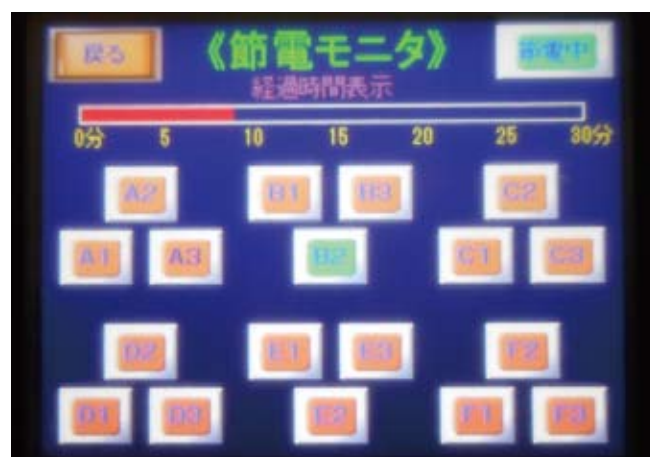 戻る 《節電モニタ》 節電中
経過時間表示
0分 5 10 15 20 25 30分
A2 B1 B3 C2
A1 A3 B2 C1 C3
D2 E1 E3 F2
D1 D3 E2 F1 F3